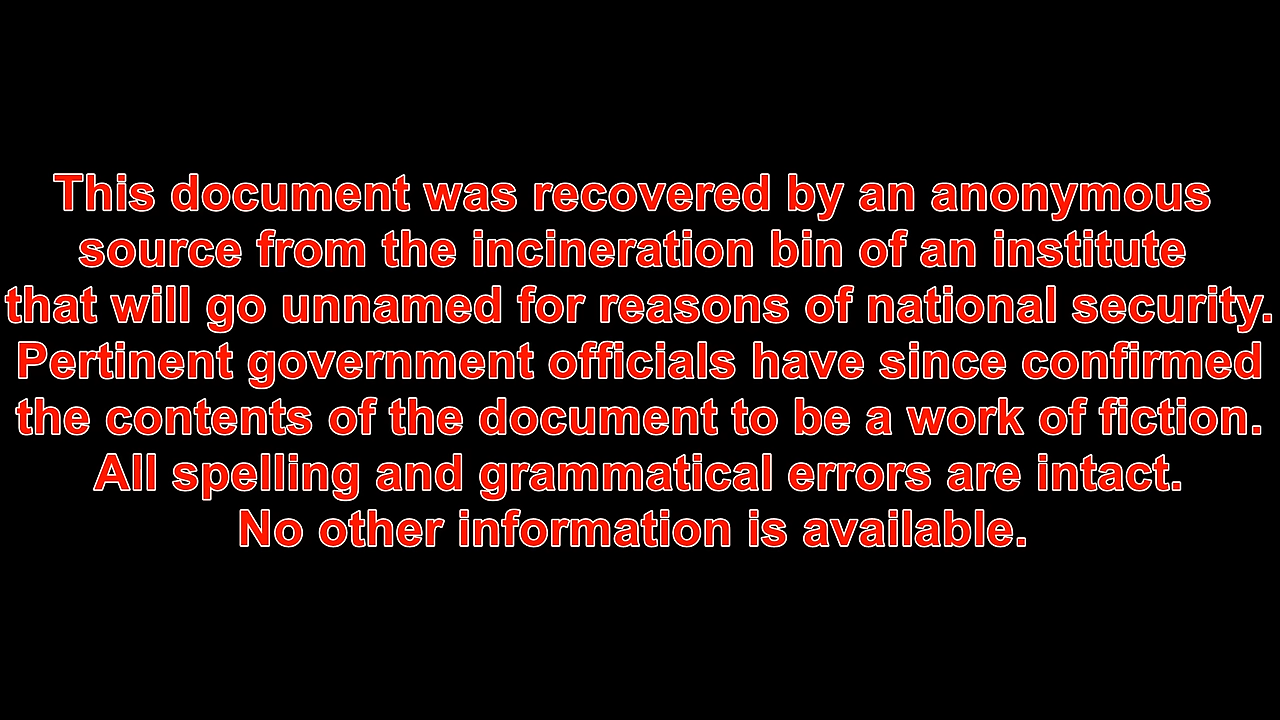 This document was recovered by an anonymous
source from the incineration bin of an institute
that will go unnamed for reasons of national security.
Pertinent government officials have since confirmed
the contents of the document to be a work of fiction.
All spelling and grammatical errors are intact.
No other information is available.